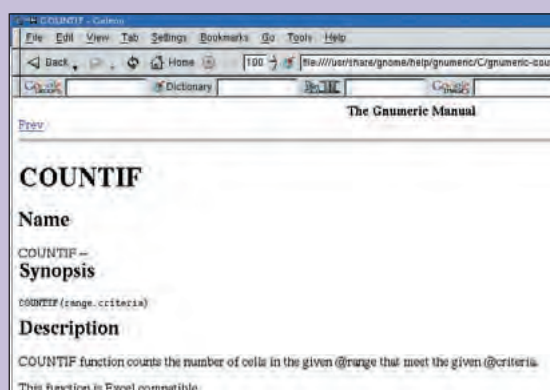 COUNTIF - Galeon
File Edit View Tab Settings Bookmarks Go Tools Help
Back Home 100 file:////usr/share/gnome/help/gnumeric/C/gnumeric-cou
Google Dictionary Google
The Gnumeric Manual
Prev
COUNTIF
Name
COUNTIF --
Synopsis
COUNTIF(range,criteria)
Description
COUNTIF function counts the number of cells in the given @range that meet the given @criteria.
This function is Excel compatible.